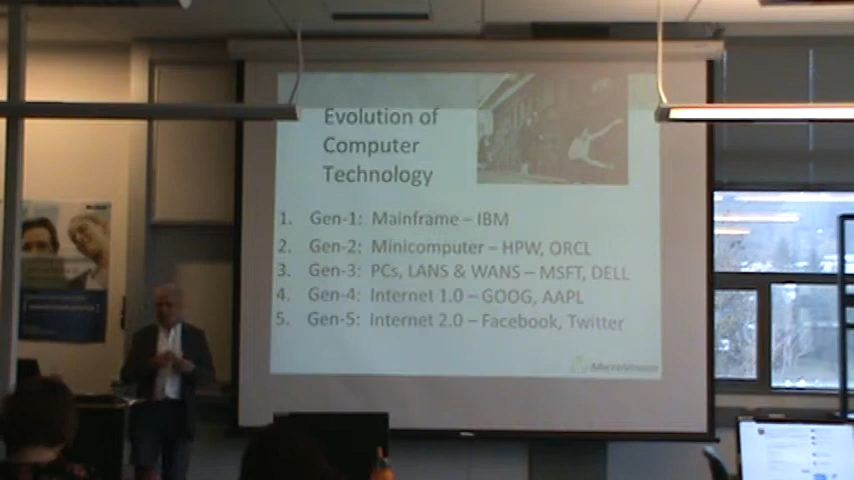 Evolution of
Computer
Technology
1. Gen-1: Mainframe – IBM
2. Gen-2: Minicomputer – HPW, ORCL
3. Gen-3: PCs, LANS & WANS – MSFT, DELL
4. Gen-4: Internet 1.0 – GOOG, AAPL
5. Gen-5: Internet 2.0 – Facebook, Twitter